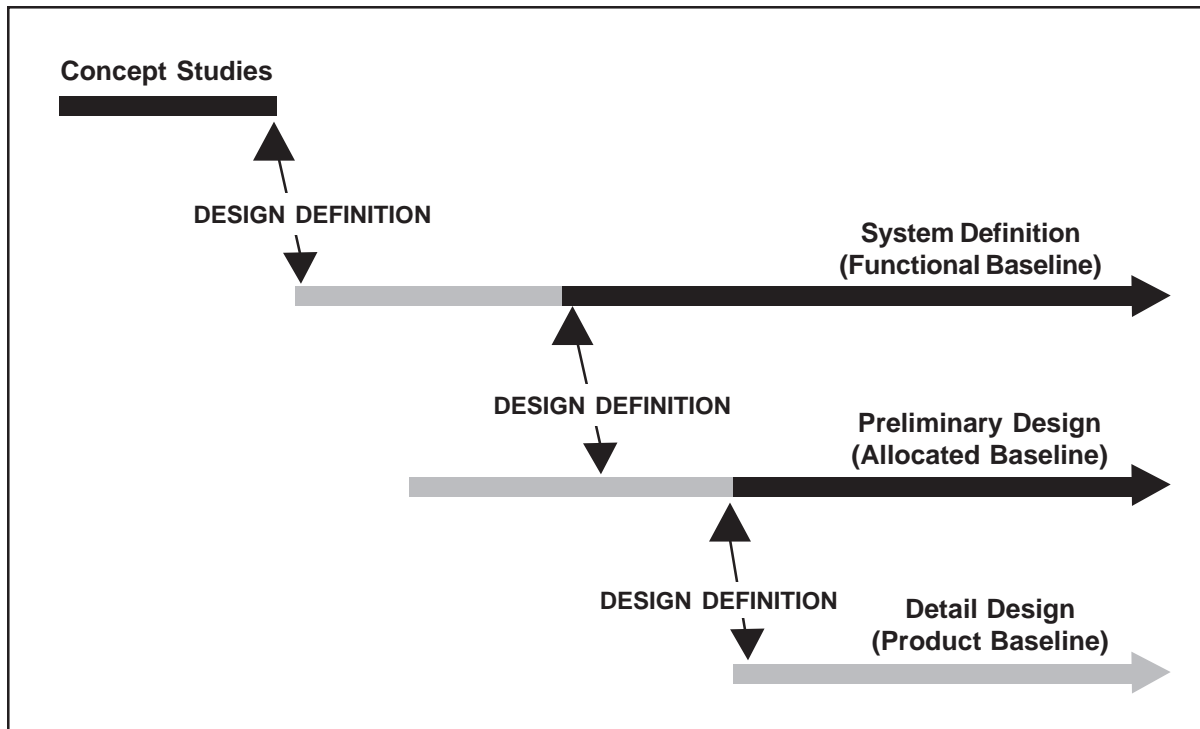 Concept Studies
DESIGN DEFINITION
System Definition
(Functional Baseline)
DESIGN DEFINITION
Preliminary Design
(Allocated Baseline)
DESIGN DEFINITION
Detail Design
(Product Baseline)